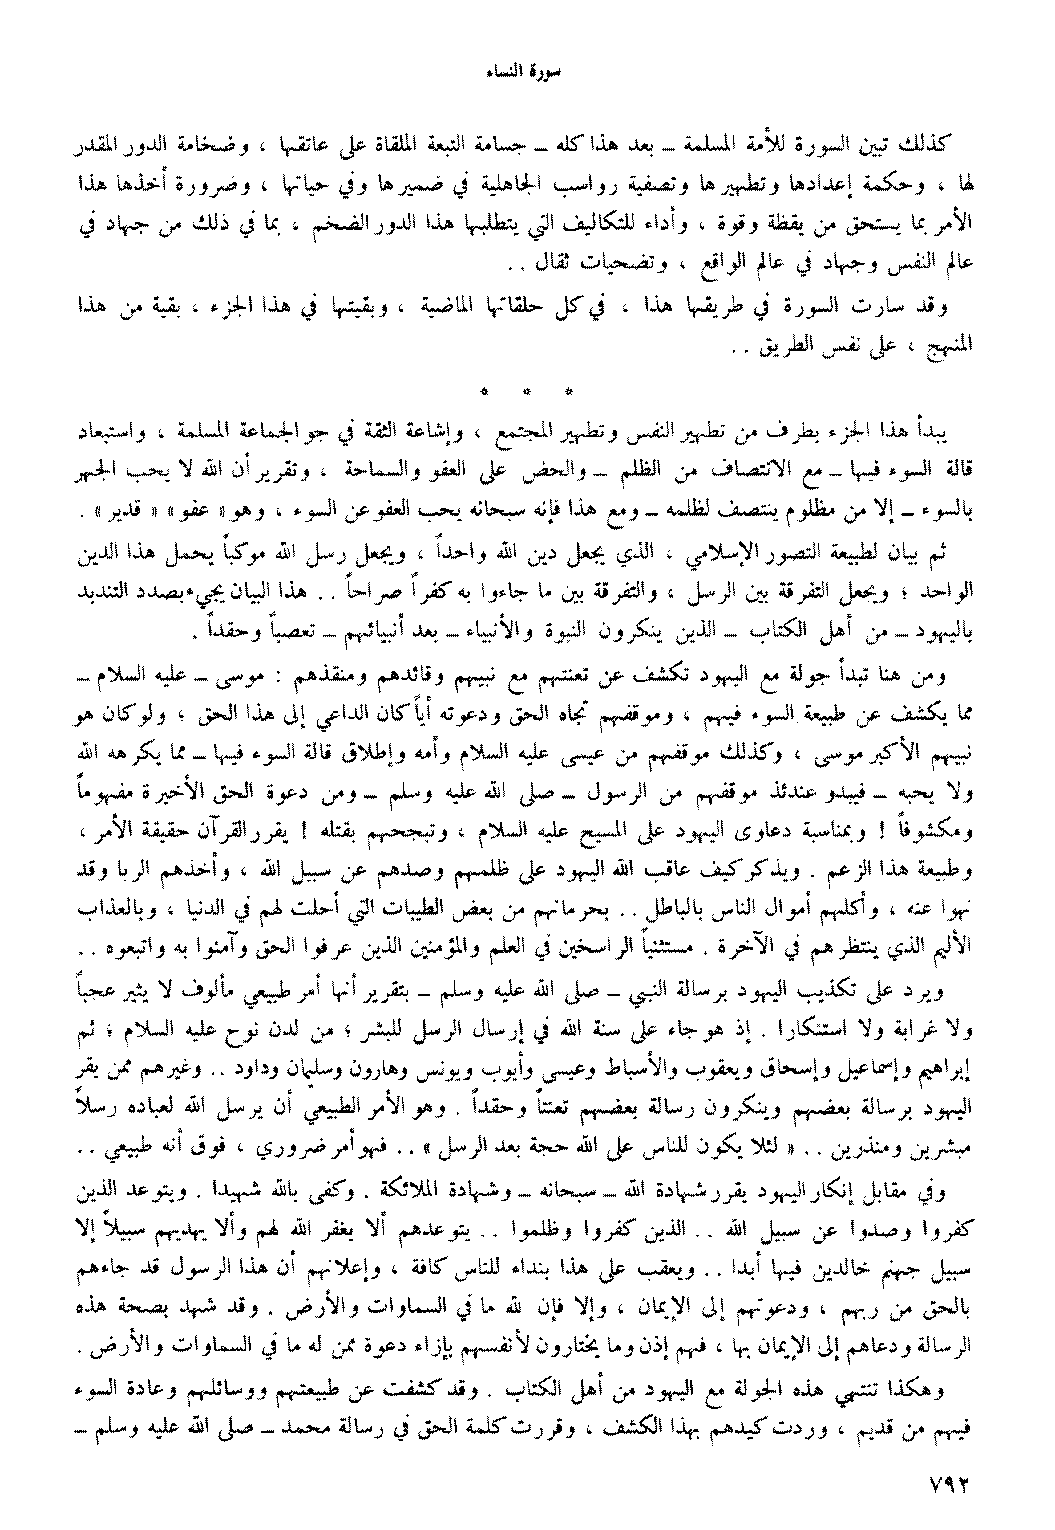 سورة النساء
كذلك تبين السورة للأمة المسلمة – بعد هذا كله – جسامة التبعة الملقاة على عاتقها ، وضخامة الدور المقدر
لها ، وحكمة إعدادها وتطهيرها وتصفية رواسب الجاهلية في ضميرها وفي حياتها ، وضرورة أخذها هذا
الأمر بما يستحق من يقظة وقوة ، وأداء للتكاليف التي يتطلبها هذا الدور الضخم ، بما في ذلك من جهاد في
عالم النفس وجهاد في عالم الواقع ، وتضحيات ثقال . .
وقد سارت السورة في طريقها هذا ، في كل حلقاتها الماضية ، وبقيتها في هذا الجزء ، بقية من هذا
المنهج ، على نفس الطريق . .
* * *
يبدأ هذا الجزء بطرف من تطهير النفس وتطهير المجتمع ، وإشاعة الثقة في جو الجماعة المسلمة ، واستبعاد
قالة السوء فيها – مع الانتصاف من الظلم – والحض على العفو والسماحة ، وتقرير أن الله لا يحب الجهر
بالسوء – إلا من مظلوم ينتصف لظلمه – ومع هذا فإنه سبحانه يحب العفو عن السوء ، وهو « عفو » « قدير » .
ثم بيان لطبيعة التصور الإسلامي ، الذي يجعل دين الله واحداً ، ويجعل رسل الله موكباً يحمل هذا الدين
الواحد ؛ ويجعل التفرقة بين الرسل ، والتفرقة بين ما جاءوا به كفراً صراحاً . . هذا البيان يجيء بصدد التنديد
باليهود – من أهل الكتاب – الذين ينكرون النبوة والأنبياء – بعد أنبيائهم – تعصباً وحقداً .
ومن هنا تبدأ جولة مع اليهود تكشف عن تعنتهم مع نبيهم وقائدهم ومنقذهم : موسى – عليه السلام –
مما يكشف عن طبيعة السوء فيهم ، وموقفهم تجاه الحق ودعوته أياً كان الداعي إلى هذا الحق ؛ ولو كان هو
نبيهم الأكبر موسى ، وكذلك موقفهم من عيسى عليه السلام وأمه وإطلاق قالة السوء فيها – مما يكرهه الله
ولا يحبه – فيبدو عندئذ موقفهم من الرسول – صلى الله عليه وسلم – ومن دعوة الحق الأخيرة مفهوماً
ومكشوفاً ! وبمناسبة دعاوى اليهود على المسيح عليه السلام ، وتبجحهم بقتله ! يقرر القرآن حقيقة الأمر ،
وطبيعة هذا الزعم . ويذكر كيف عاقب الله اليهود على ظلمهم وصدهم عن سبيل الله ، وأخذهم الربا وقد
نهوا عنه ، وأكلهم أموال الناس بالباطل . . بحرمانهم من بعض الطيبات التي أحلت لهم في الدنيا ، وبالعذاب
الأليم الذي ينتظرهم في الآخرة . مستثنياً الراسخين في العلم والمؤمنين الذين عرفوا الحق وآمنوا به واتبعوه . .
ويرد على تكذيب اليهود برسالة النبي – صلى الله عليه وسلم – بتقرير أنها أمر طبيعي مألوف لا يثير عجباً
ولا غرابة ولا استنكارا . إذ هو جاء على سنة الله في إرسال الرسل للبشر ؛ من لدن نوح عليه السلام ؛ ثم
إبراهيم وإسماعيل وإسحاق ويعقوب والأسباط وعيسى وأيوب ويونس وهارون وسليمان وداود . . وغيرهم ممن يقر
اليهود برسالة بعضهم وينكرون رسالة بعضهم تعنتاً وحقداً . وهو الأمر الطبيعي أن يرسل الله لعباده رسلاً
مبشرين ومنذرين . . « لئلا يكون للناس على الله حجة بعد الرسل » . . فهو أمر ضروري ، فوق أنه طبيعي . .
وفي مقابل إنكار اليهود يقرر شهادة الله – سبحانه – وشهادة الملائكة . وكفى بالله شهيدا . ويتوعد الذين
كفروا وصدوا عن سبيل الله . . الذين كفروا وظلموا . . يتوعدهم ألا يغفر الله لهم وألا يهديهم سبيلاً إلا
سبيل جهنم خالدين فيها أبدا . . ويعقب على هذا بنداء للناس كافة ، وإعلانهم أن هذا الرسول قد جاءهم
بالحق من ربهم ، ودعوتهم إلى الإيمان ، وإلا فإن لله ما في السماوات والأرض . وقد شهد بصحة هذه
الرسالة ودعاهم إلى الإيمان بها ، فهم إذن وما يختارون لأنفسهم بإزاء دعوة ممن له ما في السماوات والأرض .
وهكذا تنتهي هذه الجولة مع اليهود من أهل الكتاب . وقد كشفت عن طبيعتهم ووسائلهم وعادة السوء
فيهم من قديم ، وردت كيدهم بهذا الكشف ، وقررت كلمة الحق في رسالة محمد – صلى الله عليه وسلم –
٧٩٢